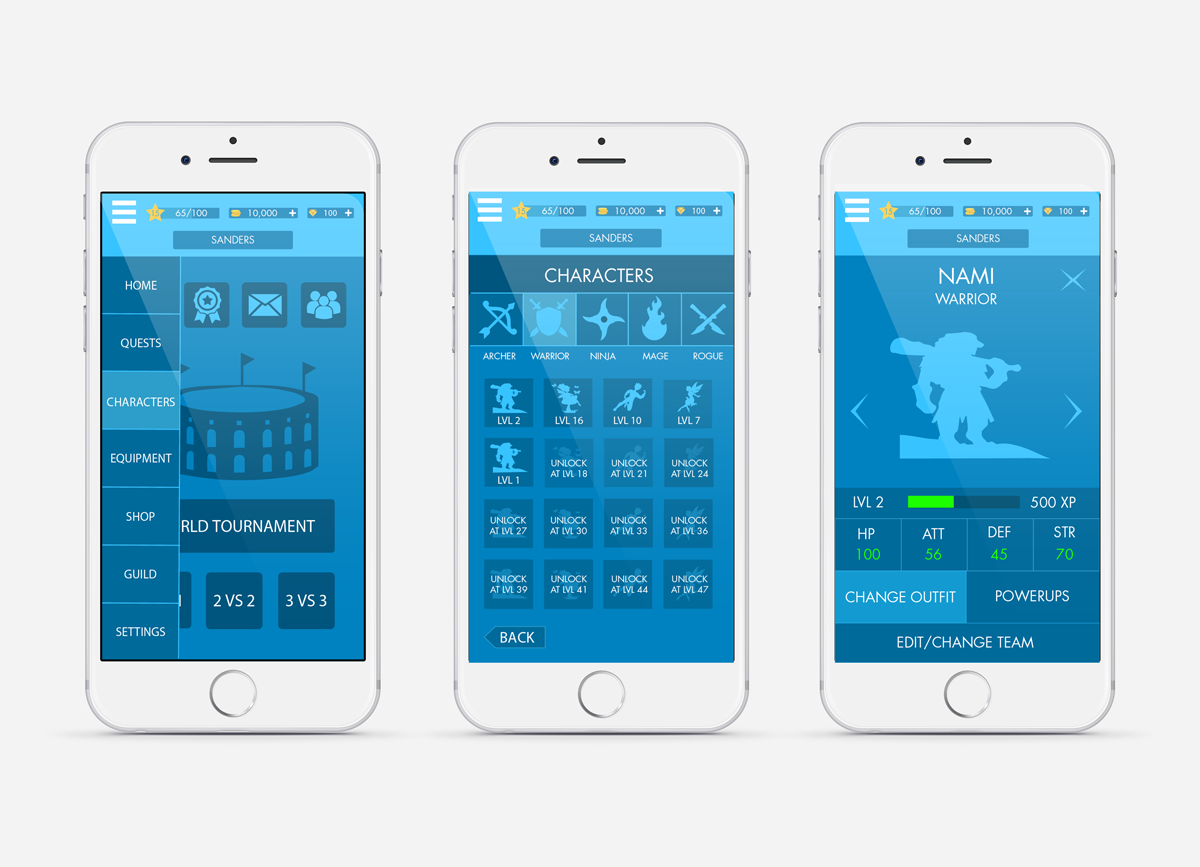 15 65/100 10,000 + 100 +
SANDERS
HOME
QUESTS
CHARACTERS
EQUIPMENT
SHOP
GUILD
SETTINGS
RLD TOURNAMENT
2 VS 2 3 VS 3
15 65/100 10,000 + 100 +
SANDERS
CHARACTERS
ARCHER WARRIOR NINJA MAGE ROGUE
LVL 2 LVL 16 LVL 10 LVL 7
LVL 1
UNLOCK UNLOCK UNLOCK
AT LVL 18 AT LVL 21 AT LVL 24
UNLOCK UNLOCK UNLOCK UNLOCK
AT LVL 27 AT LVL 30 AT LVL 33 AT LVL 36
UNLOCK UNLOCK UNLOCK UNLOCK
AT LVL 39 AT LVL 41 AT LVL 44 AT LVL 47
BACK
15 65/100 10,000 + 100 +
SANDERS
NAMI
WARRIOR
LVL 2 500 XP
HP ATT DEF STR
100 56 45 70
CHANGE OUTFIT POWERUPS
EDIT/CHANGE TEAM